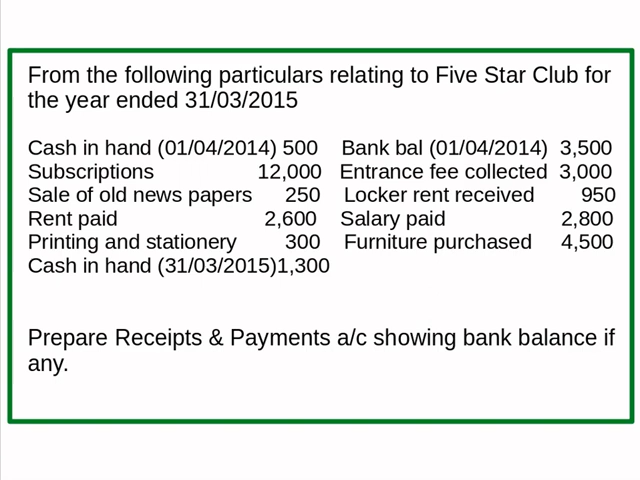 From the following particulars relating to Five Star Club for
the year ended 31/03/2015
Cash in hand (01/04/2014) 500 Bank bal (01/04/2014) 3,500
Subscriptions 12,000 Entrance fee collected 3,000
Sale of old news papers 250 Locker rent received 950
Rent paid 2,600 Salary paid 2,800
Printing and stationery 300 Furniture purchased 4,500
Cash in hand (31/03/2015)1,300
Prepare Receipts & Payments a/c showing bank balance if
any.